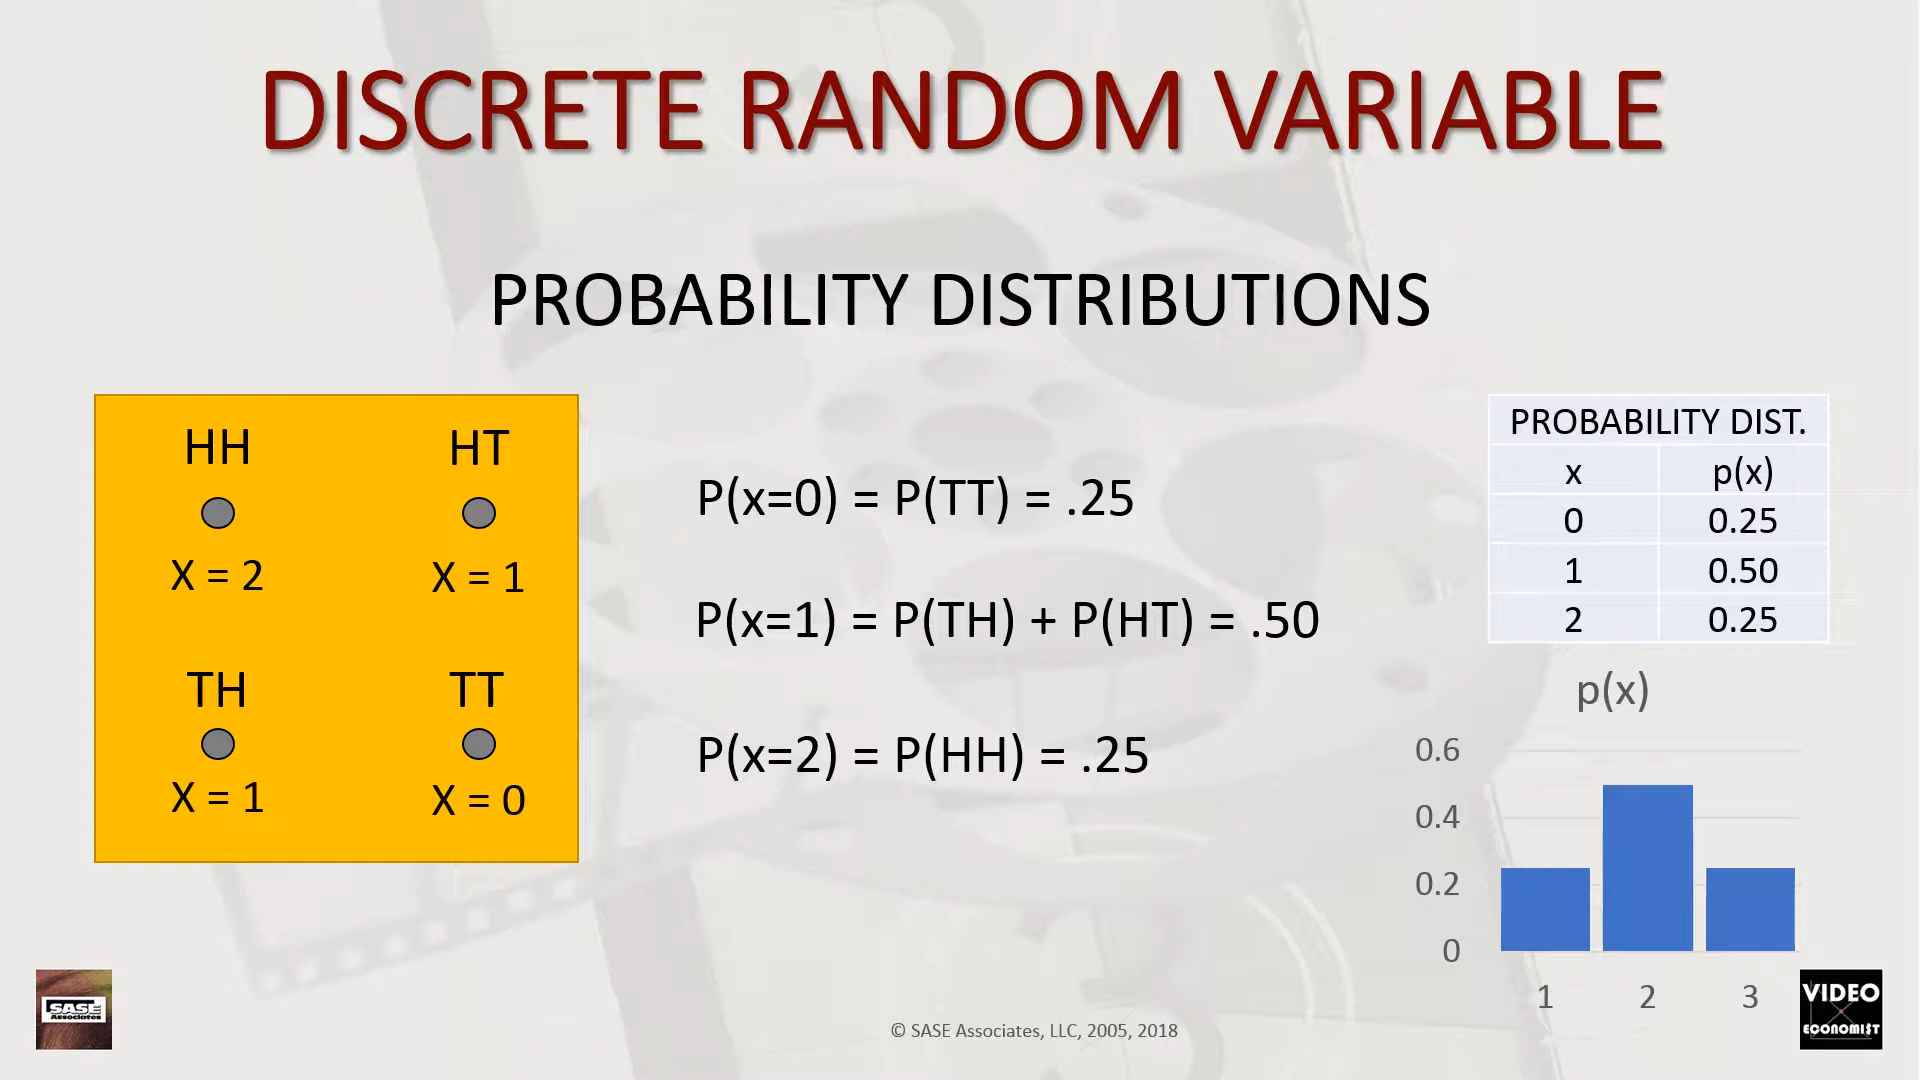 DISCRETE RANDOM VARIABLE
PROBABILITY DISTRIBUTIONS
HH HT
X = 2 X = 1
TH TT
X = 1 X = 0
P(x=0) = P(TT) = .25
P(x=1) = P(TH) + P(HT) = .50
P(x=2) = P(HH) = .25
PROBABILITY DIST.
x p(x)
0 0.25
1 0.50
2 0.25
p(x)
0.6
0.4
0.2
0
1 2 3
SASE
Associates
© SASE Associates, LLC, 2005, 2018
VIDEO
ECONOMIST